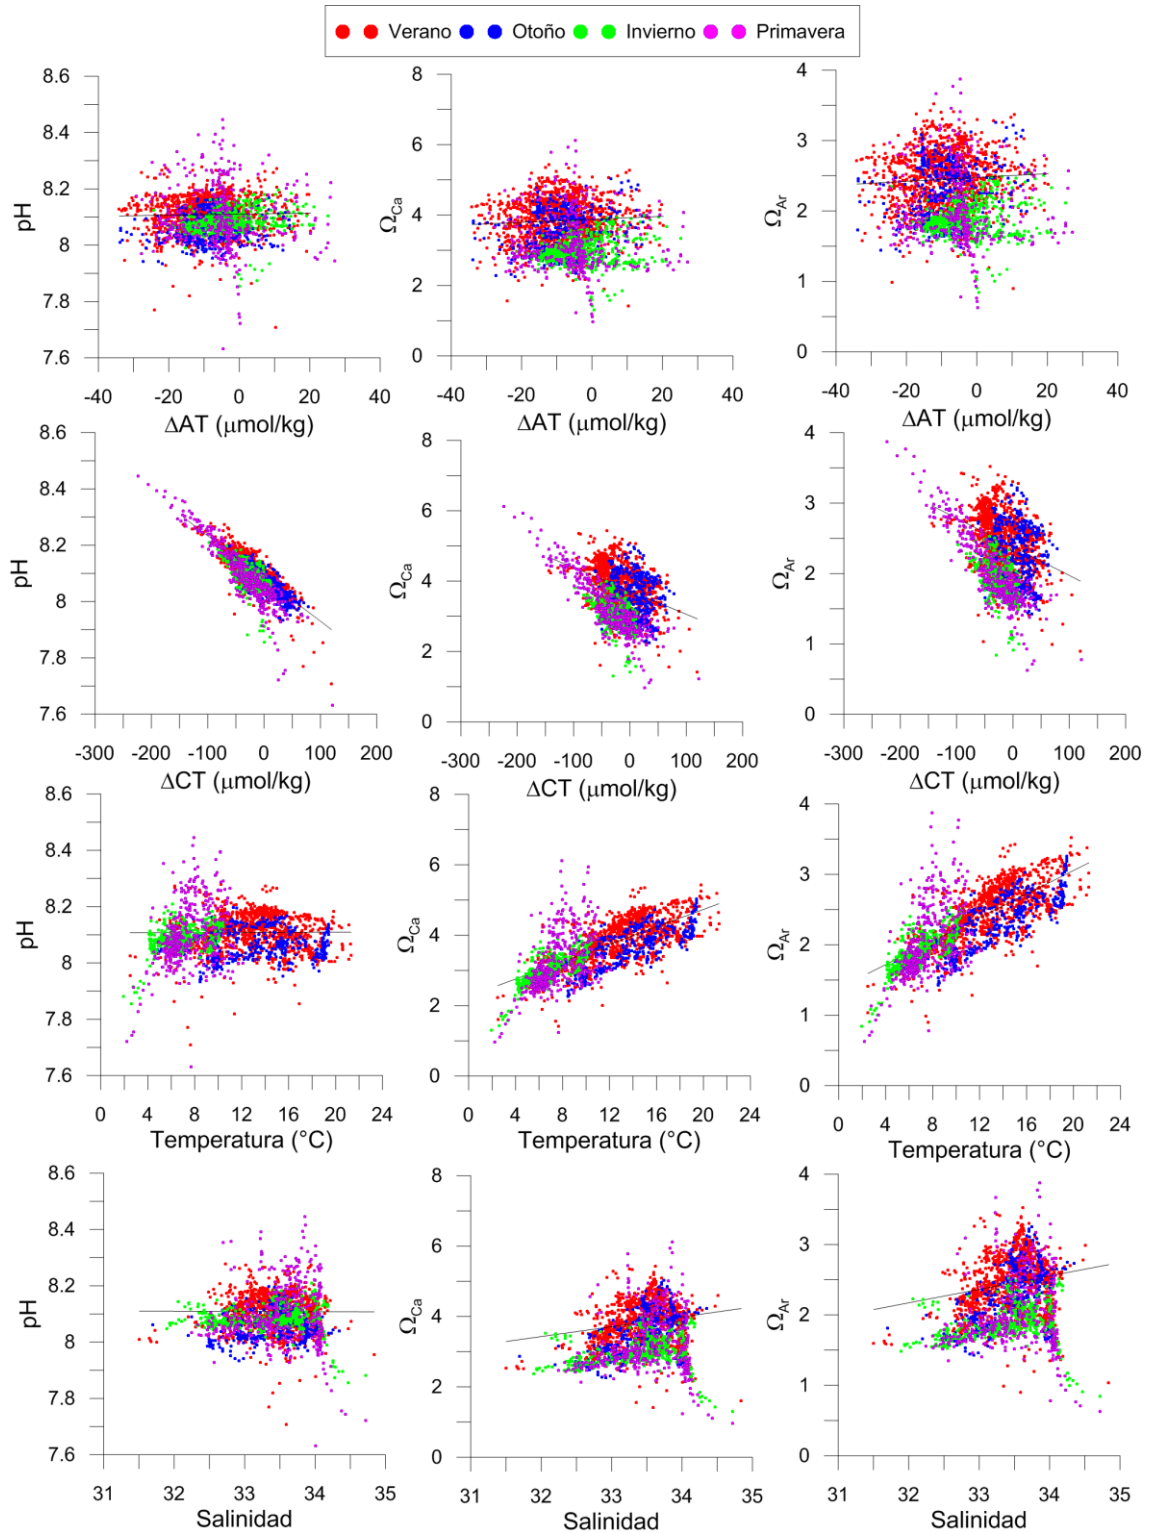 Verano Otoño Invierno Primavera
8.6
8.4
8.2
8
7.8
7.6
pH
-40 -20 0 20 40
ΔAT (μmol/kg)
8
6
4
2
0
ΩCa
-40 -20 0 20 40
ΔAT (μmol/kg)
4
3
2
1
0
ΩAr
-40 -20 0 20 40
ΔAT (μmol/kg)
8.6
8.4
8.2
8
7.8
7.6
pH
-300 -200 -100 0 100 200
ΔCT (μmol/kg)
8
6
4
2
0
ΩCa
-300 -200 -100 0 100 200
ΔCT (μmol/kg)
4
3
2
1
0
ΩAr
-300 -200 -100 0 100 200
ΔCT (μmol/kg)
8.6
8.4
8.2
8
7.8
7.6
pH
0 4 8 12 16 20 24
Temperatura (°C)
8
6
4
2
0
ΩCa
0 4 8 12 16 20 24
Temperatura (°C)
4
3
2
1
0
ΩAr
0 4 8 12 16 20 24
Temperatura (°C)
8.6
8.4
8.2
8
7.8
7.6
pH
31 32 33 34 35
Salinidad
8
6
4
2
0
ΩCa
31 32 33 34 35
Salinidad
4
3
2
1
0
ΩAr
31 32 33 34 35
Salinidad